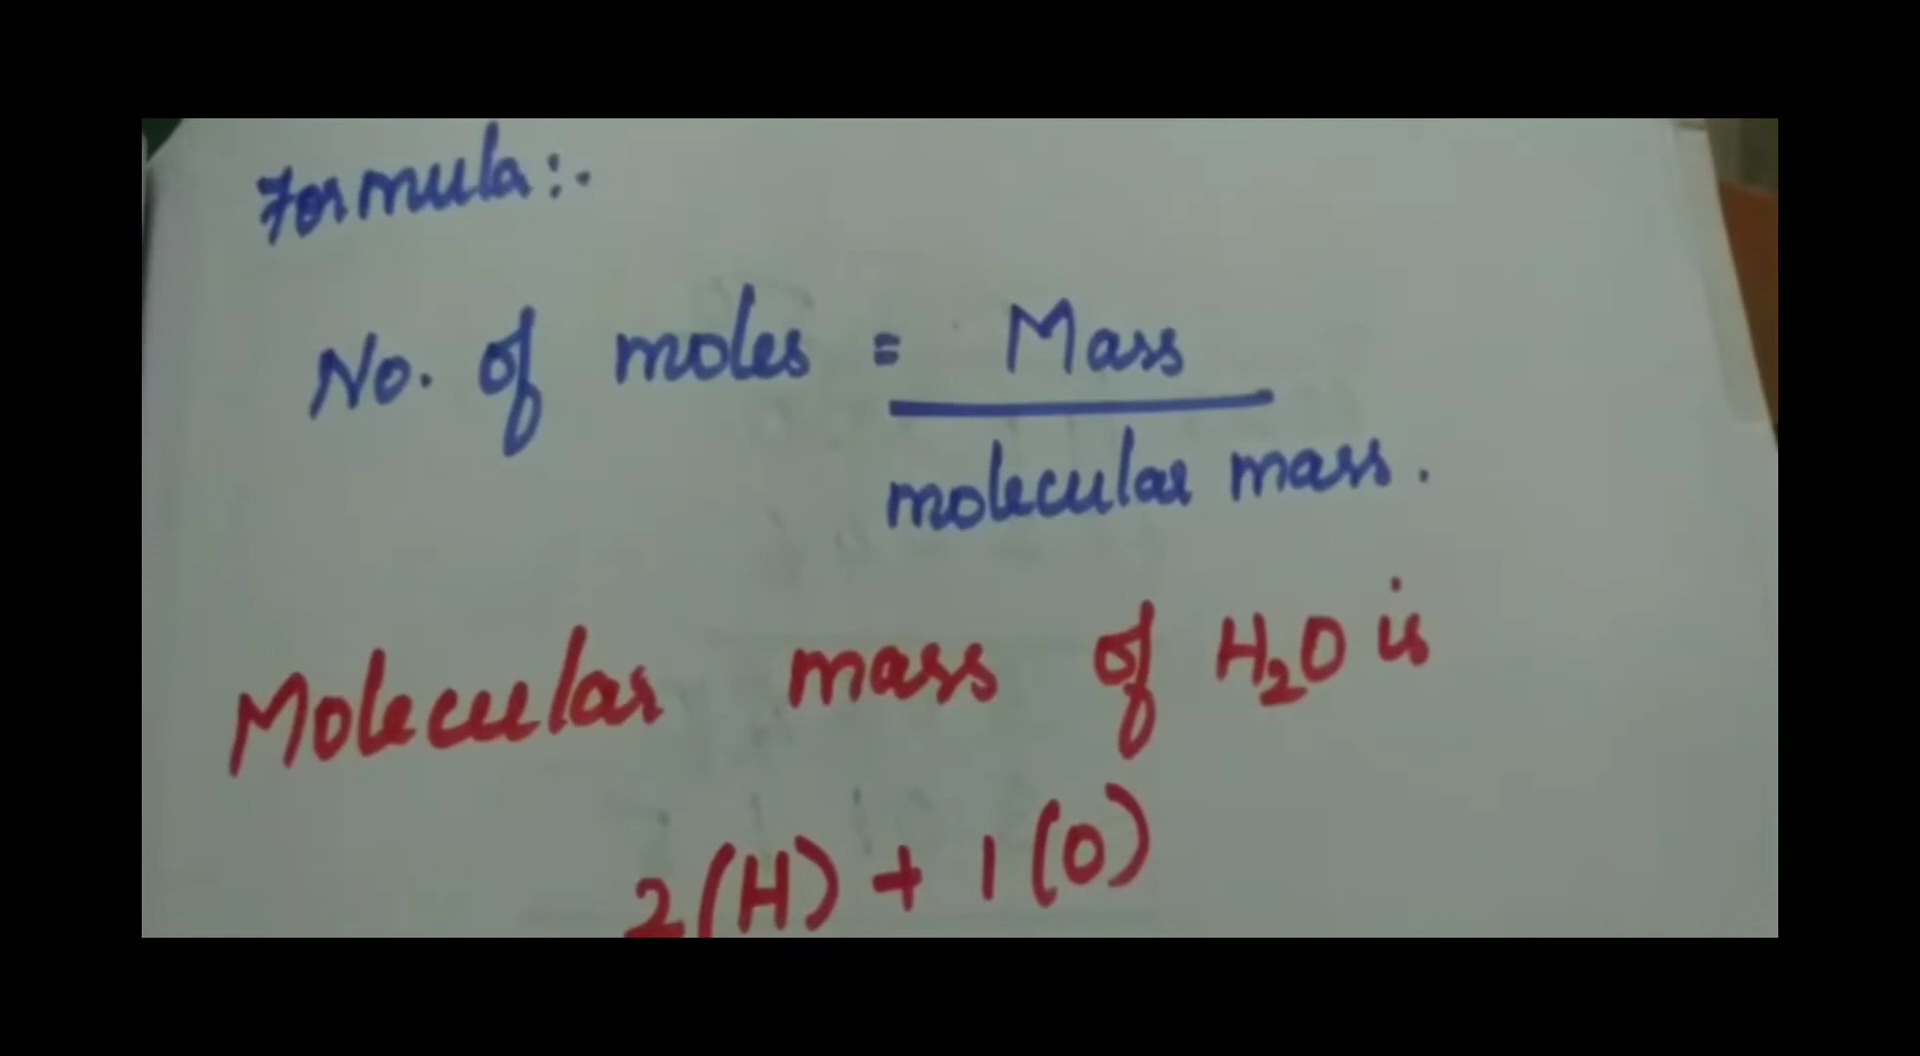 Formula:.
No. of moles = Mass
molecular mass.
Molecular mass of H₂O is
2(H) + 1(O)